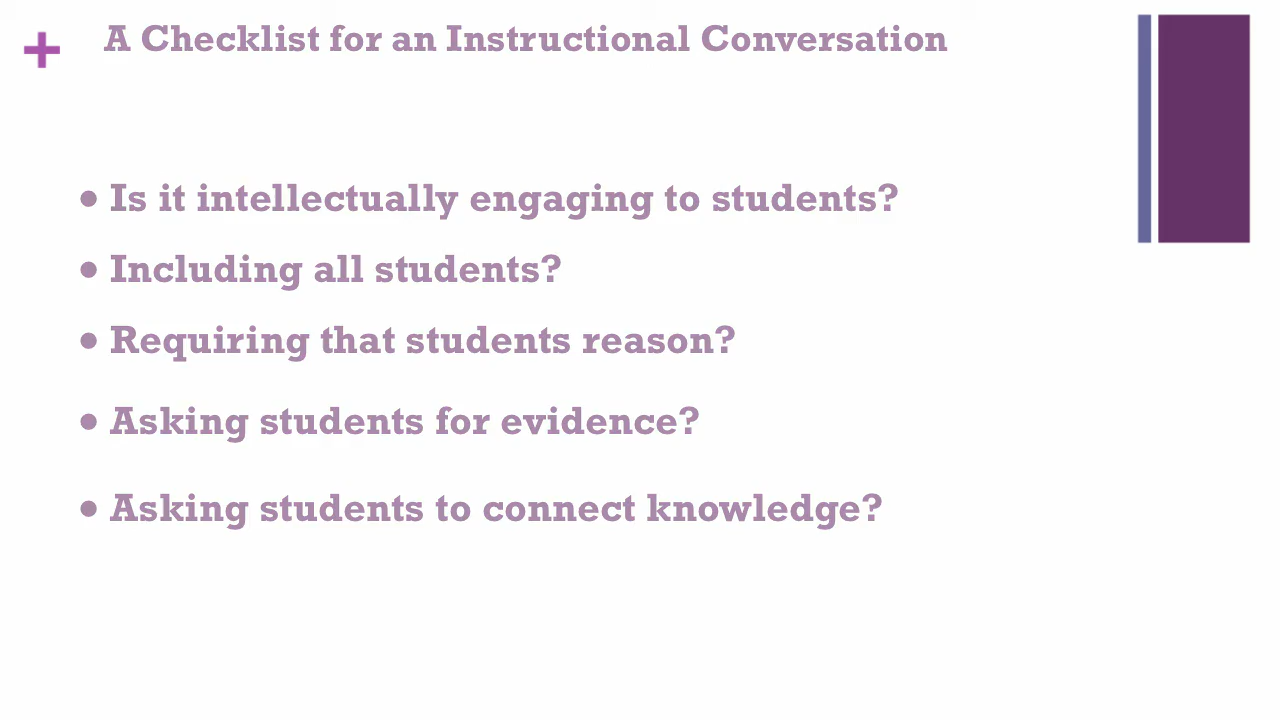 + A Checklist for an Instructional Conversation
• Is it intellectually engaging to students?
• Including all students?
• Requiring that students reason?
• Asking students for evidence?
• Asking students to connect knowledge?